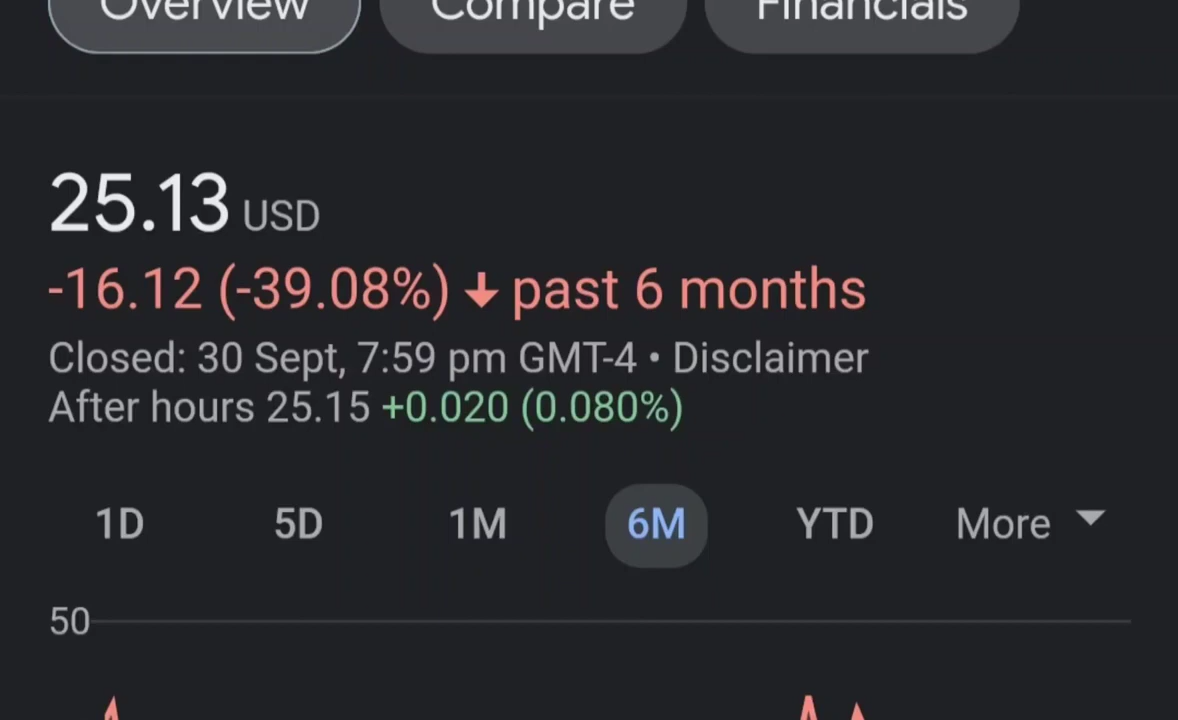 Overview Compare Financials
25.13 USD
-16.12 (-39.08%) ↓ past 6 months
Closed: 30 Sept, 7:59 pm GMT-4 • Disclaimer
After hours 25.15 +0.020 (0.080%)
1D 5D 1M 6M YTD More
50